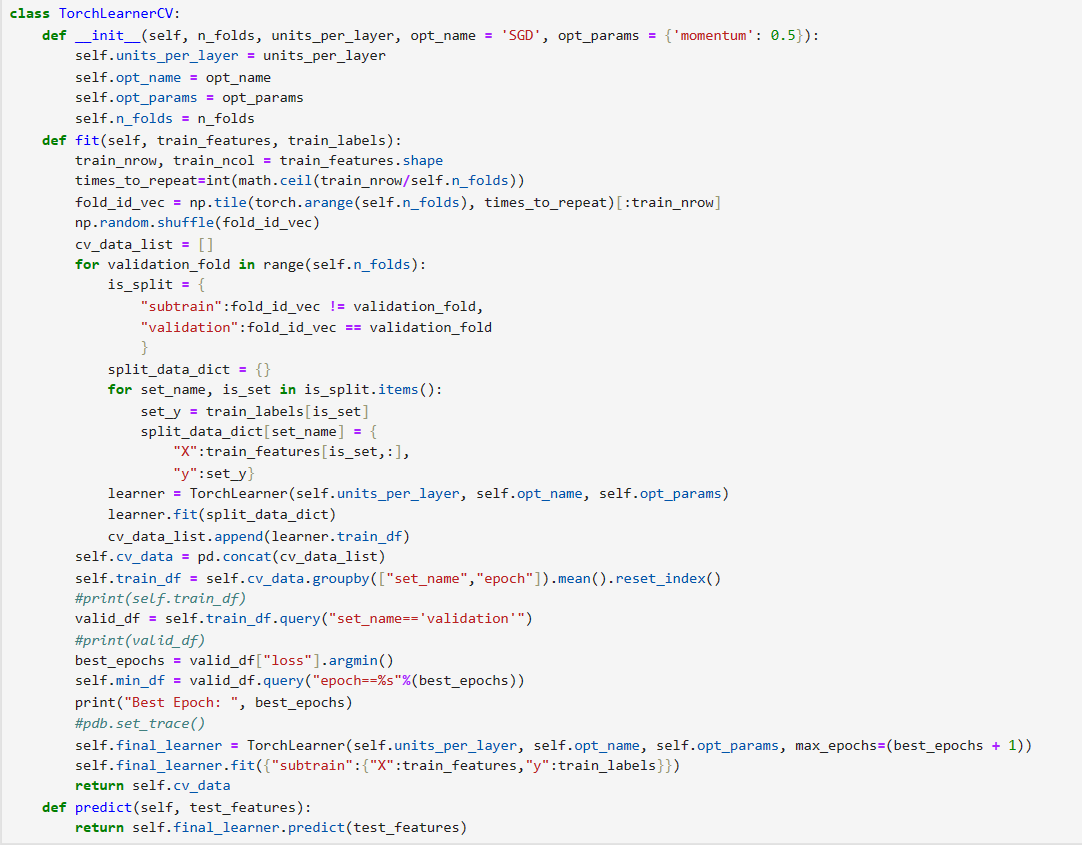 class TorchLearnerCV:
    def __init__(self, n_folds, units_per_layer, opt_name = 'SGD', opt_params = {'momentum': 0.5}):
        self.units_per_layer = units_per_layer
        self.opt_name = opt_name
        self.opt_params = opt_params
        self.n_folds = n_folds
    def fit(self, train_features, train_labels):
        train_nrow, train_ncol = train_features.shape
        times_to_repeat=int(math.ceil(train_nrow/self.n_folds))
        fold_id_vec = np.tile(torch.arange(self.n_folds), times_to_repeat)[:train_nrow]
        np.random.shuffle(fold_id_vec)
        cv_data_list = []
        for validation_fold in range(self.n_folds):
            is_split = {
                "subtrain":fold_id_vec != validation_fold,
                "validation":fold_id_vec == validation_fold
                }
            split_data_dict = {}
            for set_name, is_set in is_split.items():
                set_y = train_labels[is_set]
                split_data_dict[set_name] = {
                    "X":train_features[is_set,:],
                    "y":set_y}
            learner = TorchLearner(self.units_per_layer, self.opt_name, self.opt_params)
            learner.fit(split_data_dict)
            cv_data_list.append(learner.train_df)
        self.cv_data = pd.concat(cv_data_list)
        self.train_df = self.cv_data.groupby(["set_name","epoch"]).mean().reset_index()
        #print(self.train_df)
        valid_df = self.train_df.query("set_name=='validation'")
        #print(valid_df)
        best_epochs = valid_df["loss"].argmin()
        self.min_df = valid_df.query("epoch==%s"%(best_epochs))
        print("Best Epoch: ", best_epochs)
        #pdb.set_trace()
        self.final_learner = TorchLearner(self.units_per_layer, self.opt_name, self.opt_params, max_epochs=(best_epochs + 1))
        self.final_learner.fit({"subtrain":{"X":train_features,"y":train_labels}})
        return self.cv_data
    def predict(self, test_features):
        return self.final_learner.predict(test_features)